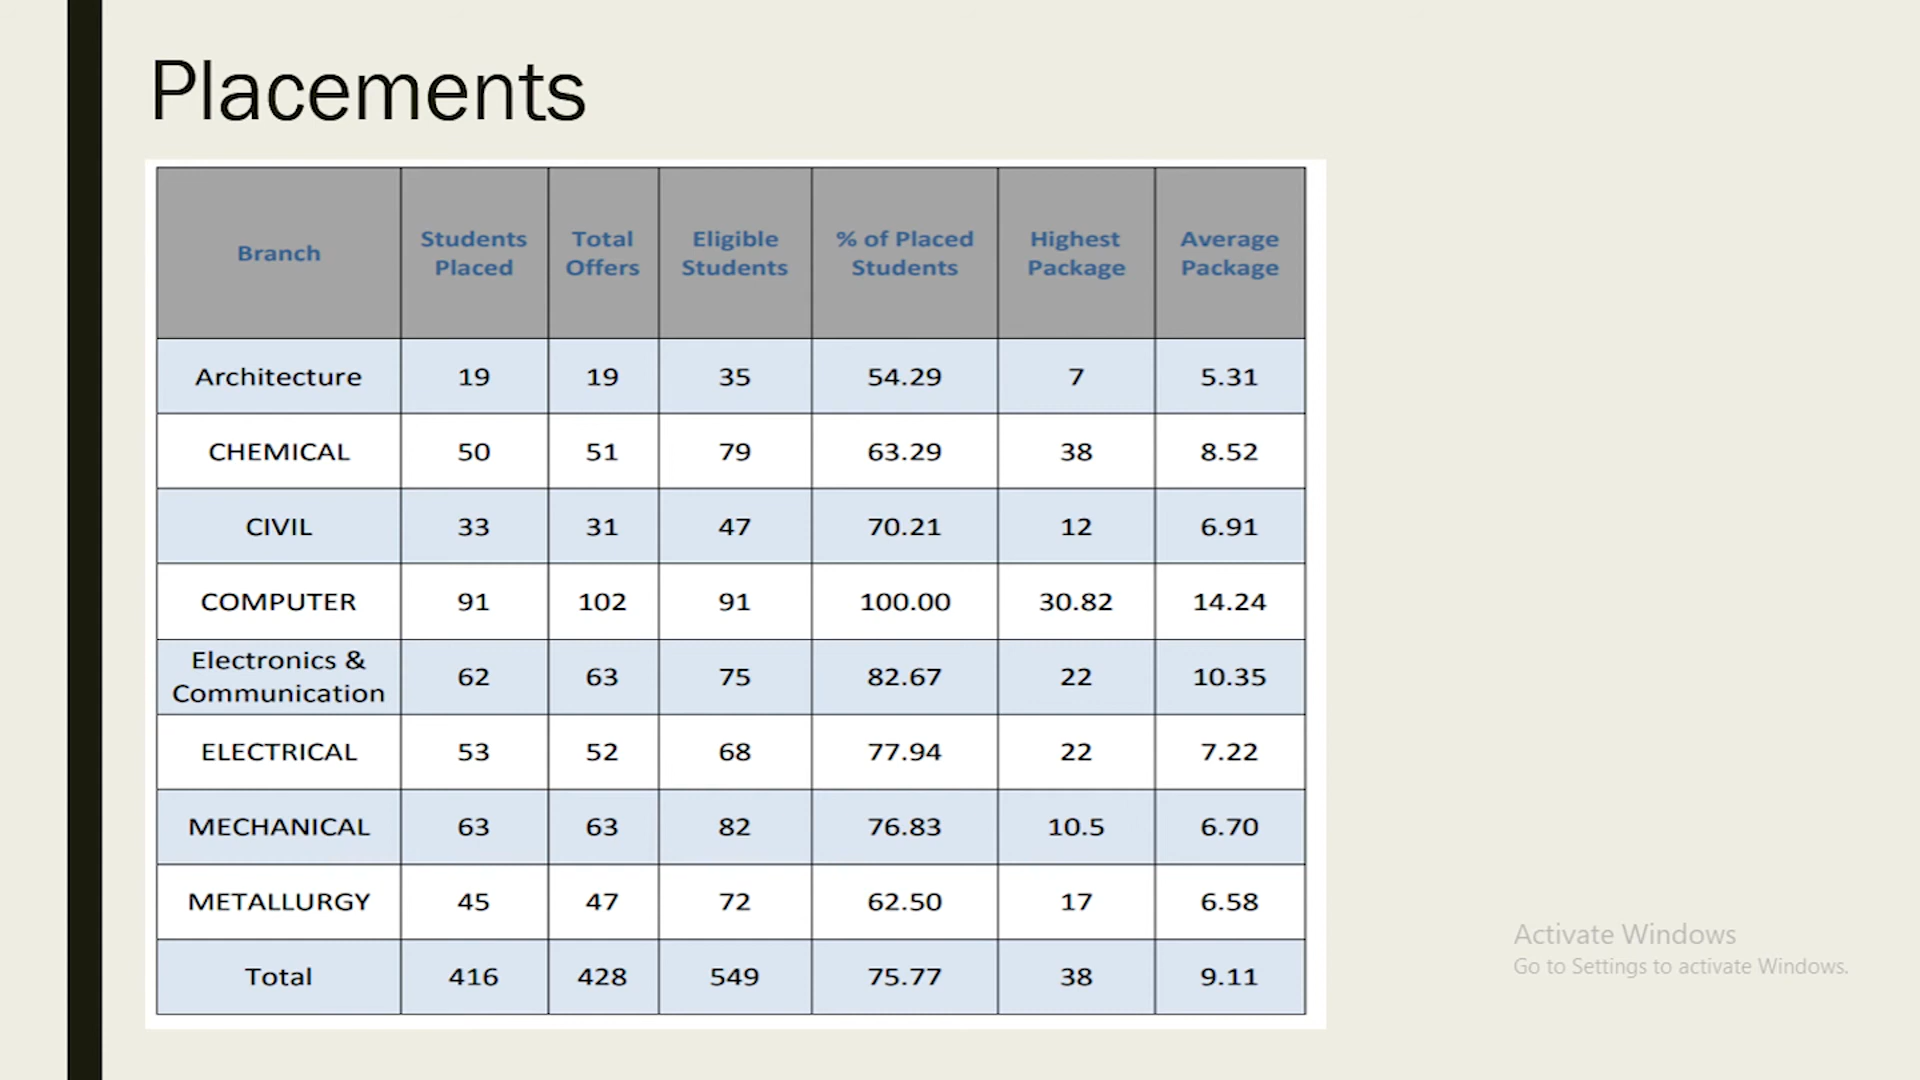 Placements
Branch Students Placed Total Offers Eligible Students % of Placed Students Highest Package Average Package
Architecture 19 19 35 54.29 7 5.31
CHEMICAL 50 51 79 63.29 38 8.52
CIVIL 33 31 47 70.21 12 6.91
COMPUTER 91 102 91 100.00 30.82 14.24
Electronics & Communication 62 63 75 82.67 22 10.35
ELECTRICAL 53 52 68 77.94 22 7.22
MECHANICAL 63 63 82 76.83 10.5 6.70
METALLURGY 45 47 72 62.50 17 6.58
Total 416 428 549 75.77 38 9.11
Activate Windows
Go to Settings to activate Windows.